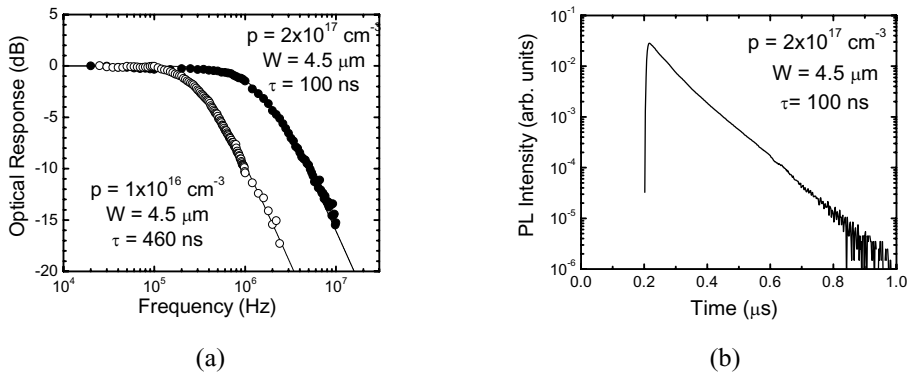 5
0
-5
-10
-15
-20
10^4
10^5
10^6
10^7
Optical Response (dB)
Frequency (Hz)
p = 2x10^17 cm^-3
W = 4.5 μm
τ = 100 ns
p = 1x10^16 cm^-3
W = 4.5 μm
τ = 460 ns
(a)
10^-1
10^-2
10^-3
10^-4
10^-5
10^-6
0.0
0.2
0.4
0.6
0.8
1.0
PL Intensity (arb. units)
Time (μs)
p = 2x10^17 cm^-3
W = 4.5 μm
τ= 100 ns
(b)